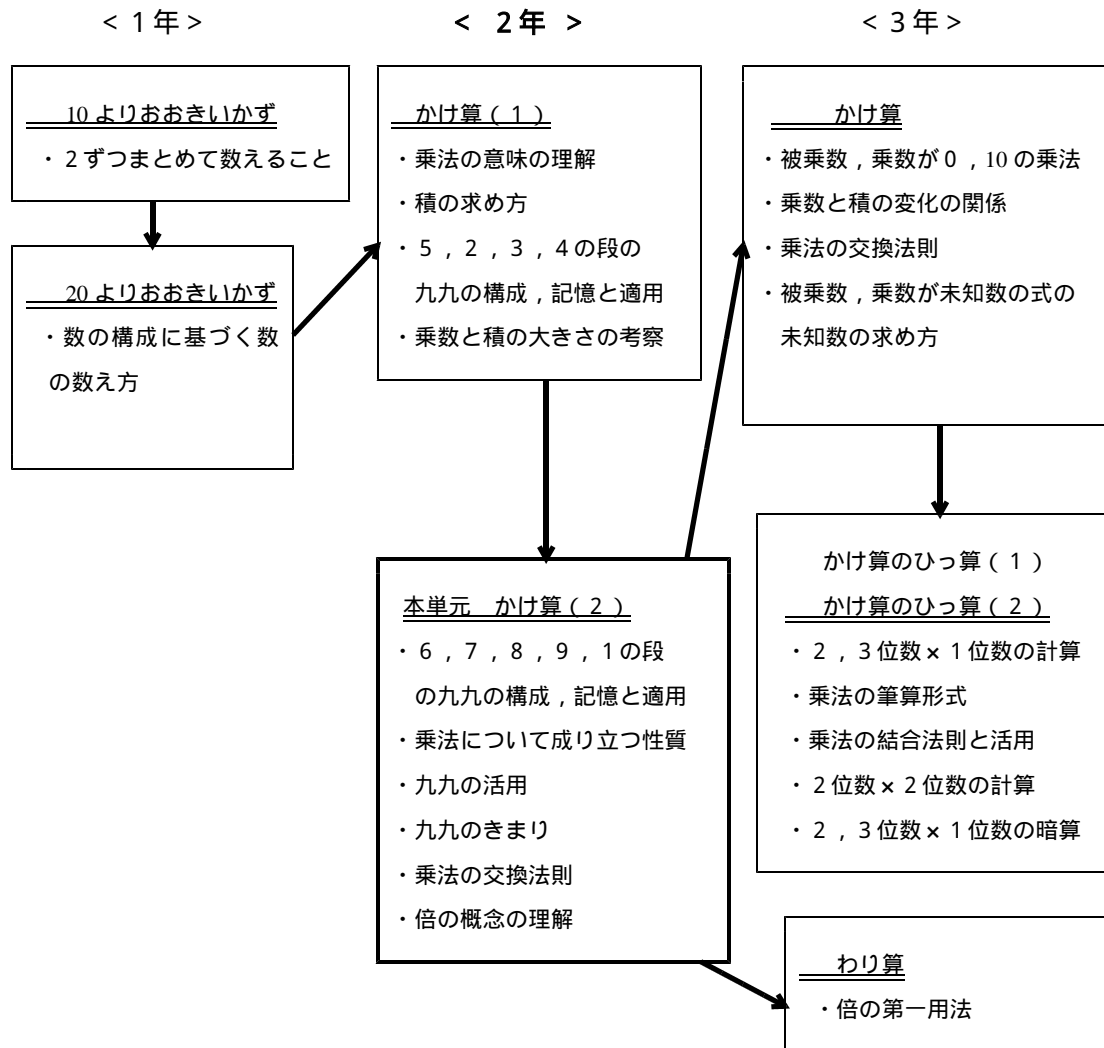 ＜１年＞
＜ ２年 ＞
＜３年＞
10 よりおおきいかず
・２ずつまとめて数えること
20 よりおおきいかず
・数の構成に基づく数
の数え方
かけ算（１）
・乗法の意味の理解
・積の求め方
・５，２，３，４の段の
九九の構成，記憶と適用
・乗数と積の大きさの考察
本単元　かけ算（２）
・６，７，８，９，１の段
の九九の構成，記憶と適用
・乗法について成り立つ性質
・九九の活用
・九九のきまり
・乗法の交換法則
・倍の概念の理解
かけ算
・被乗数，乗数が０，10 の乗法
・乗数と積の変化の関係
・乗法の交換法則
・被乗数，乗数が未知数の式の
未知数の求め方
かけ算のひっ算（１）
かけ算のひっ算（２）
・２，３位数×１位数の計算
・乗法の筆算形式
・乗法の結合法則と活用
・２位数×２位数の計算
・２，３位数×１位数の暗算
わり算
・倍の第一用法